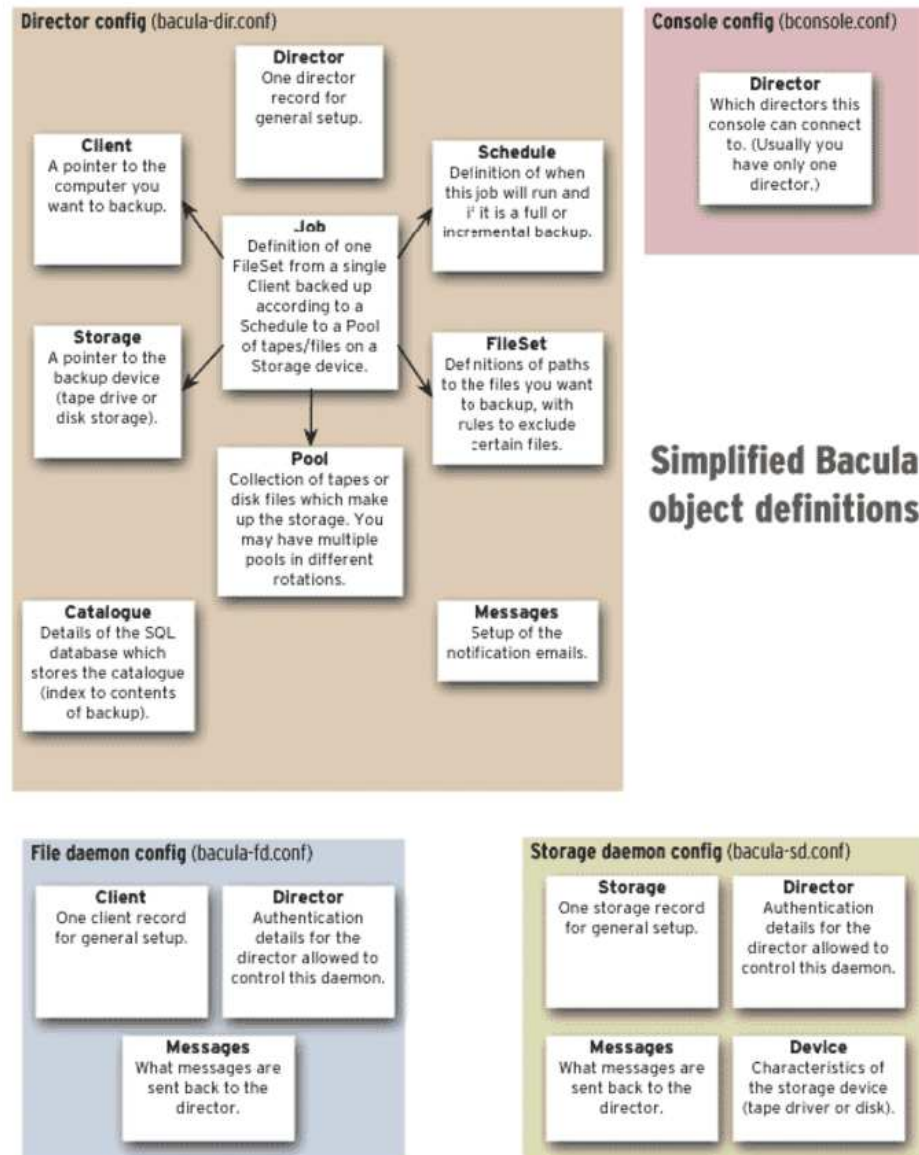 Director config (bacula-dir.conf)
Director
One director
record for
general setup.
Client
A pointer to the
computer you
want to backup.
Schedule
Definition of when
this job will run and
if it is a full or
incremental backup.
Job
Definition of one
FileSet from a single
Client backed up
according to a
Schedule to a Pool
of tapes/files on a
Storage device.
Storage
A pointer to the
backup device
(tape drive or
disk storage).
FileSet
Definitions of paths
to the files you want
to backup, with
rules to exclude
certain files.
Pool
Collection of tapes or
disk files which make
up the storage. You
may have multiple
pools in different
rotations.
Catalogue
Details of the SQL
database which
stores the catalogue
(index to contents
of backup).
Messages
Setup of the
notification emails.
Console config (bconsole.conf)
Director
Which directors this
console can connect
to. (Usually you
have only one
director.)
Simplified Bacula
object definitions
File daemon config (bacula-fd.conf)
Client
One client record
for general setup.
Director
Authentication
details for the
director allowed to
control this daemon.
Messages
What messages are
sent back to the
director.
Storage daemon config (bacula-sd.conf)
Storage
One storage record
for general setup.
Director
Authentication
details for the
director allowed to
control this daemon.
Messages
What messages are
sent back to the
director.
Device
Characteristics of
the storage device
(tape driver or disk).